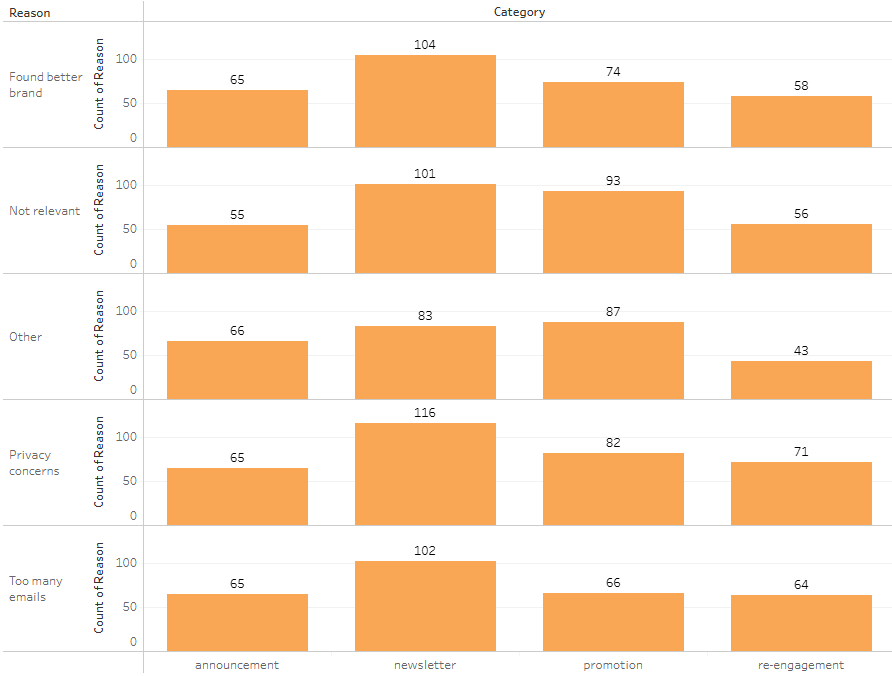 Reason
Category
Found better
brand
Count of Reason
100
50
0
65
104
74
58
Not relevant
Count of Reason
100
50
0
55
101
93
56
Other
Count of Reason
100
50
0
66
83
87
43
Privacy
concerns
Count of Reason
100
50
0
65
116
82
71
Too many
emails
Count of Reason
100
50
0
65
102
66
64
announcement
newsletter
promotion
re-engagement